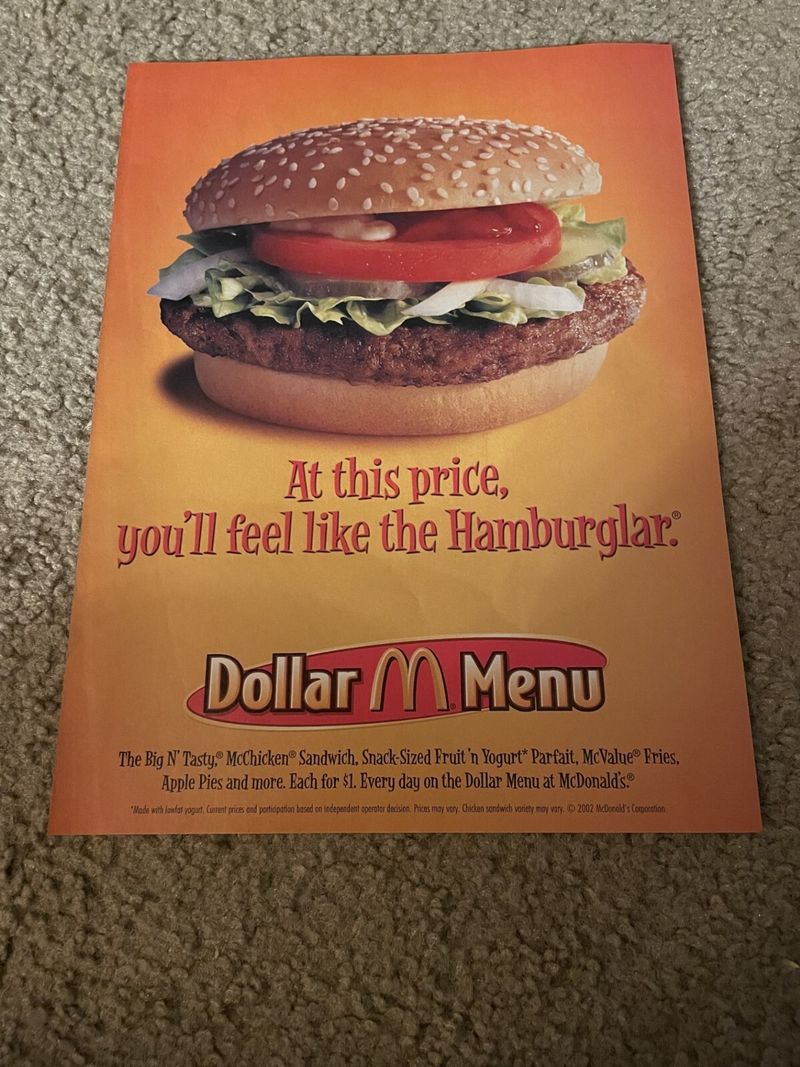 At this price,
you'll feel like the Hamburglar.®
Dollar M® Menu
The Big N' Tasty,® McChicken® Sandwich, Snack-Sized Fruit 'n Yogurt* Parfait, McValue® Fries,
Apple Pies and more. Each for $1. Every day on the Dollar Menu at McDonald's.®
*Made with lowfat yogurt. Current prices and participation based on independent operator decision. Prices may vary. Chicken sandwich variety may vary. © 2002 McDonald's Corporation